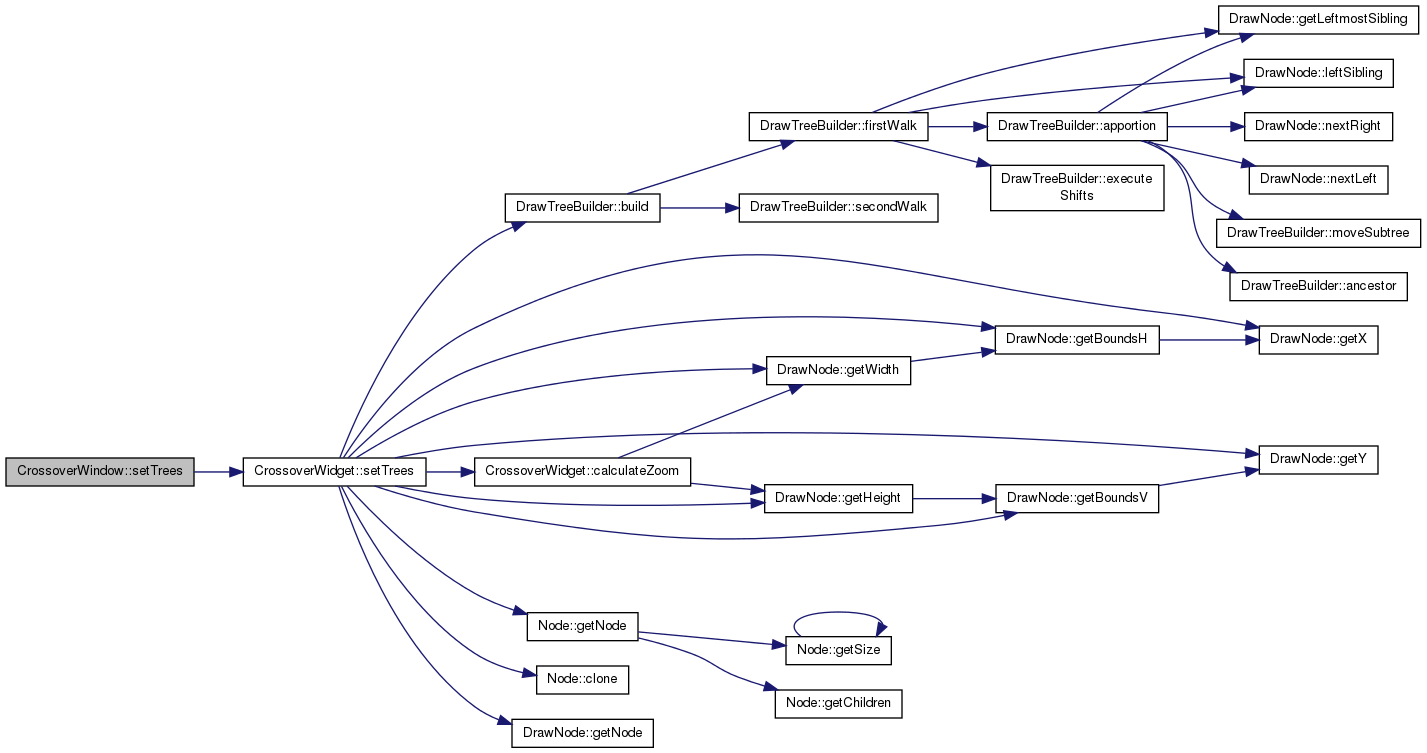 DrawNode::getLeftmostSibling
DrawNode::leftSibling
DrawTreeBuilder::firstWalk
DrawTreeBuilder::apportion
DrawNode::nextRight
DrawTreeBuilder::execute
Shifts
DrawNode::nextLeft
DrawTreeBuilder::build
DrawTreeBuilder::secondWalk
DrawTreeBuilder::moveSubtree
DrawTreeBuilder::ancestor
DrawNode::getBoundsH
DrawNode::getX
DrawNode::getWidth
CrossoverWindow::setTrees
CrossoverWidget::setTrees
CrossoverWidget::calculateZoom
DrawNode::getY
DrawNode::getHeight
DrawNode::getBoundsV
Node::getNode
Node::getSize
Node::clone
Node::getChildren
DrawNode::getNode